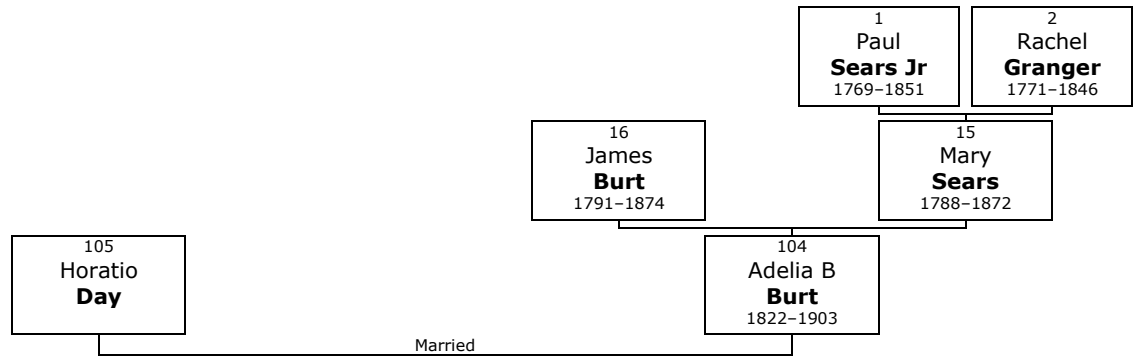 1
Paul
Sears Jr
1769–1851
2
Rachel
Granger
1771–1846
16
James
Burt
1791–1874
15
Mary
Sears
1788–1872
105
Horatio
Day
104
Adelia B
Burt
1822–1903
Married